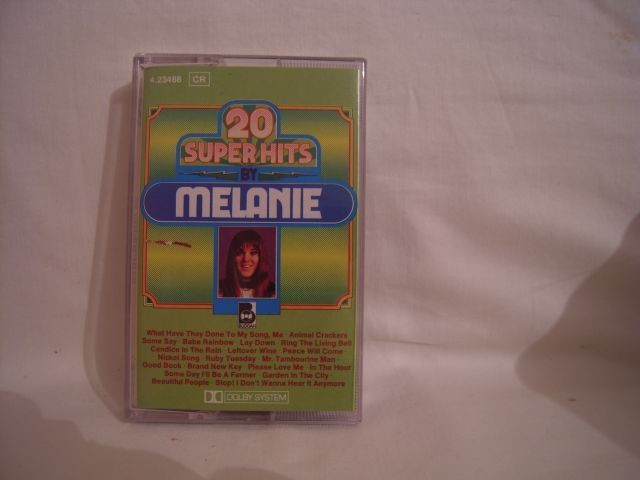 4.23488 CR
20
SUPER HITS
BY
MELANIE
BUDDAH
What Have They Done To My Song, Ma · Animal Crackers
Some Say · Babe Rainbow · Lay Down · Ring The Living Bell
Candles In The Rain · Leftover Wine · Peace Will Come
Nickel Song · Ruby Tuesday · Mr. Tambourine Man
Good Book · Brand New Key · Please Love Me · In The Hour
Some Day I'll Be A Farmer · Garden In The City
Beautiful People · Stop! I Don't Wanna Hear It Anymore
DOLBY SYSTEM